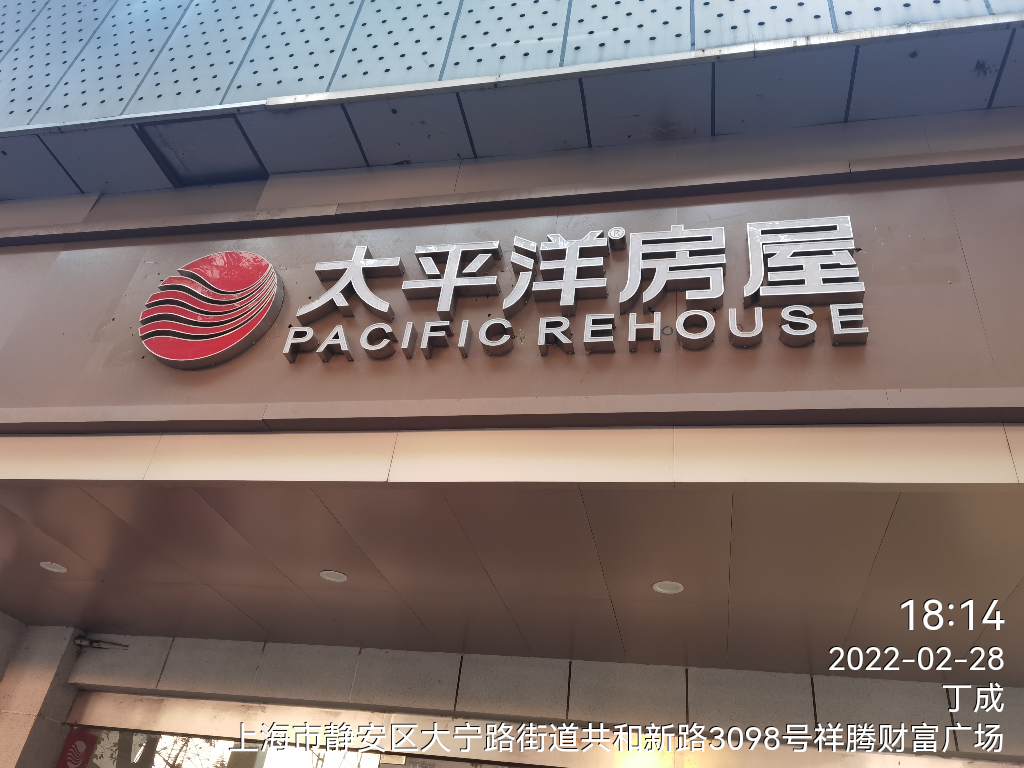 太平洋®房屋
PACIFIC REHOUSE
18:14
2022-02-28
丁成
上海市静安区大宁路街道共和新路3098号祥腾财富广场